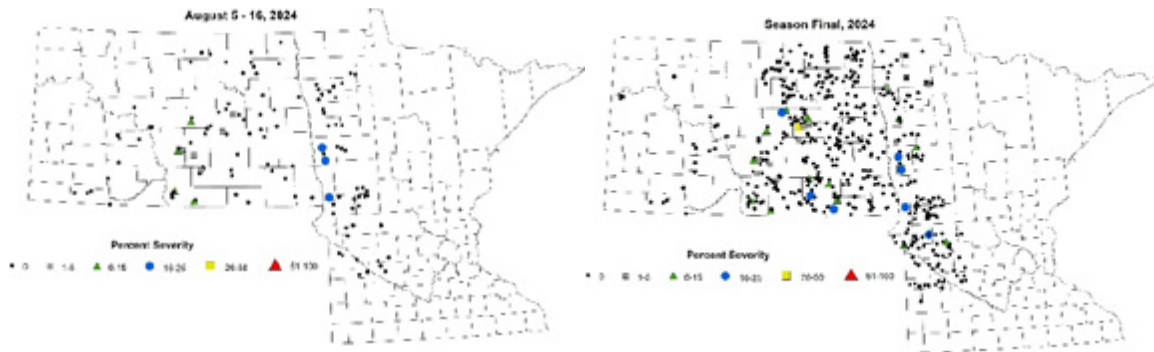 August 5 - 16, 2024
Percent Severity
0 1-5 6-15 16-25 26-50 51-100
Season Final, 2024
Percent Severity
0 1-5 6-15 16-25 26-50 51-100